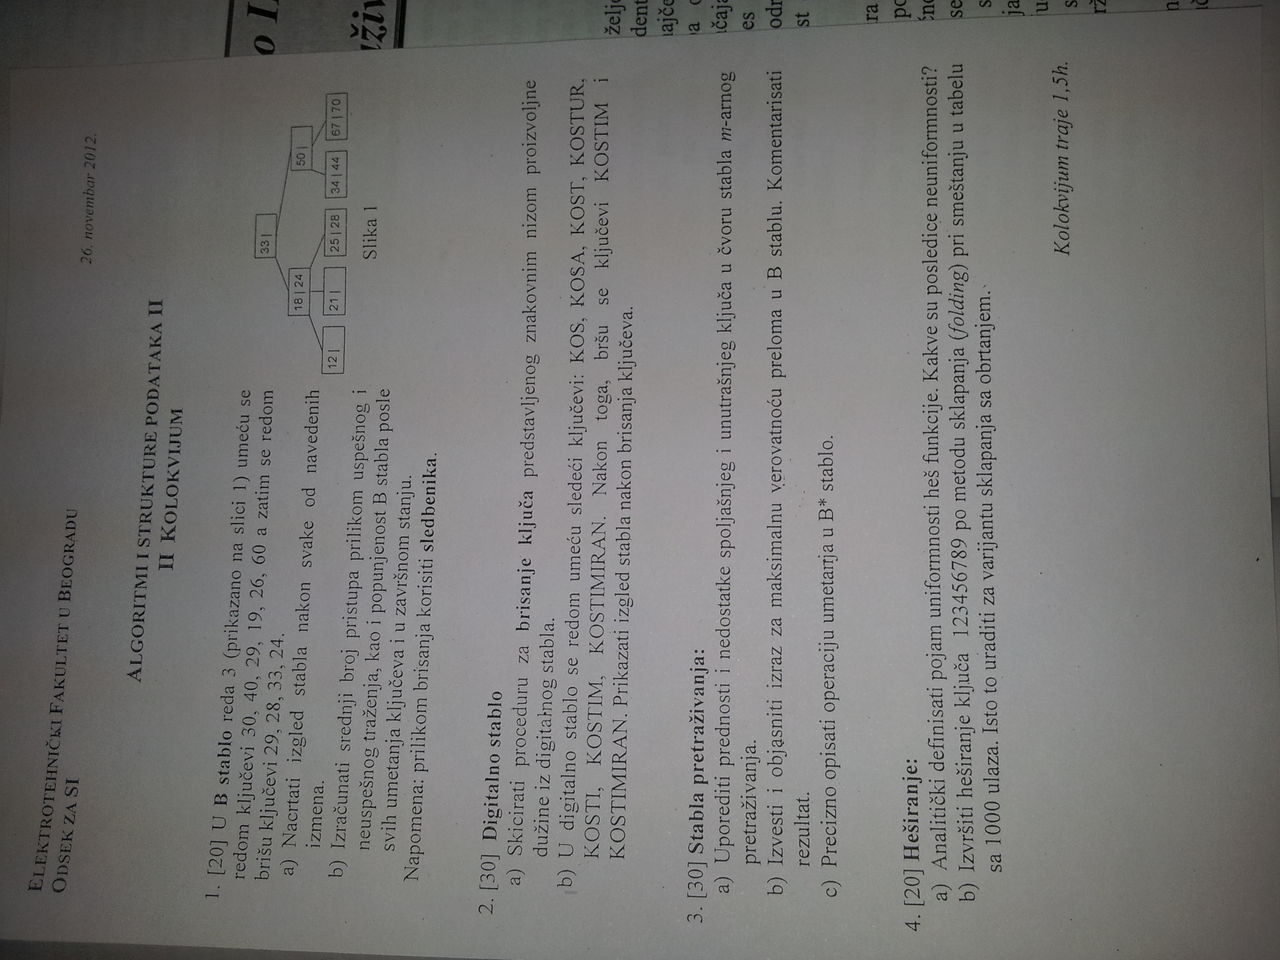 ELEKTROTEHNIČKI FAKULTET U BEOGRADU
ODSEK ZA SI
26. novembar 2012.
ALGORITMI I STRUKTURE PODATAKA II
II KOLOKVIJUM
1. [20] U B stablo reda 3 (prikazano na slici 1) umeću se
redom ključevi 30, 40, 29, 19, 26, 60 a zatim se redom
brišu ključevi 29, 28, 33, 24.
a) Nacrtati izgled stabla nakon svake od navedenih
izmena.
b) Izračunati srednji broj pristupa prilikom uspešnog i
neuspešnog traženja, kao i popunjenost B stabla posle
svih umetanja ključeva i u završnom stanju.
Napomena: prilikom brisanja korisiti sledbenika.
33 |
18 | 24
50 |
12 |
21 |
25 | 28
34 | 44
67 | 70
Slika 1
2. [30] Digitalno stablo
a) Skicirati proceduru za brisanje ključa predstavljenog znakovnim nizom proizvoljne
dužine iz digitalnog stabla.
b) U digitalno stablo se redom umeću sledeći ključevi: KOS, KOSA, KOST, KOSTUR,
KOSTI, KOSTIM, KOSTIMIRAN. Nakon toga, bršu se ključevi KOSTIM i
KOSTIMIRAN. Prikazati izgled stabla nakon brisanja ključeva.
3. [30] Stabla pretraživanja:
a) Uporediti prednosti i nedostatke spoljašnjeg i unutrašnjeg ključa u čvoru stabla m-arnog
pretraživanja.
b) Izvesti i objasniti izraz za maksimalnu verovatnoću preloma u B stablu. Komentarisati
rezultat.
c) Precizno opisati operaciju umetanja u B* stablo.
4. [20] Heširanje:
a) Analitički definisati pojam uniformnosti heš funkcije. Kakve su posledice neuniformnosti?
b) Izvršiti heširanje ključa 123456789 po metodu sklapanja (folding) pri smeštanju u tabelu
sa 1000 ulaza. Isto to uraditi za varijantu sklapanja sa obrtanjem.
Kolokvijum traje 1,5h.